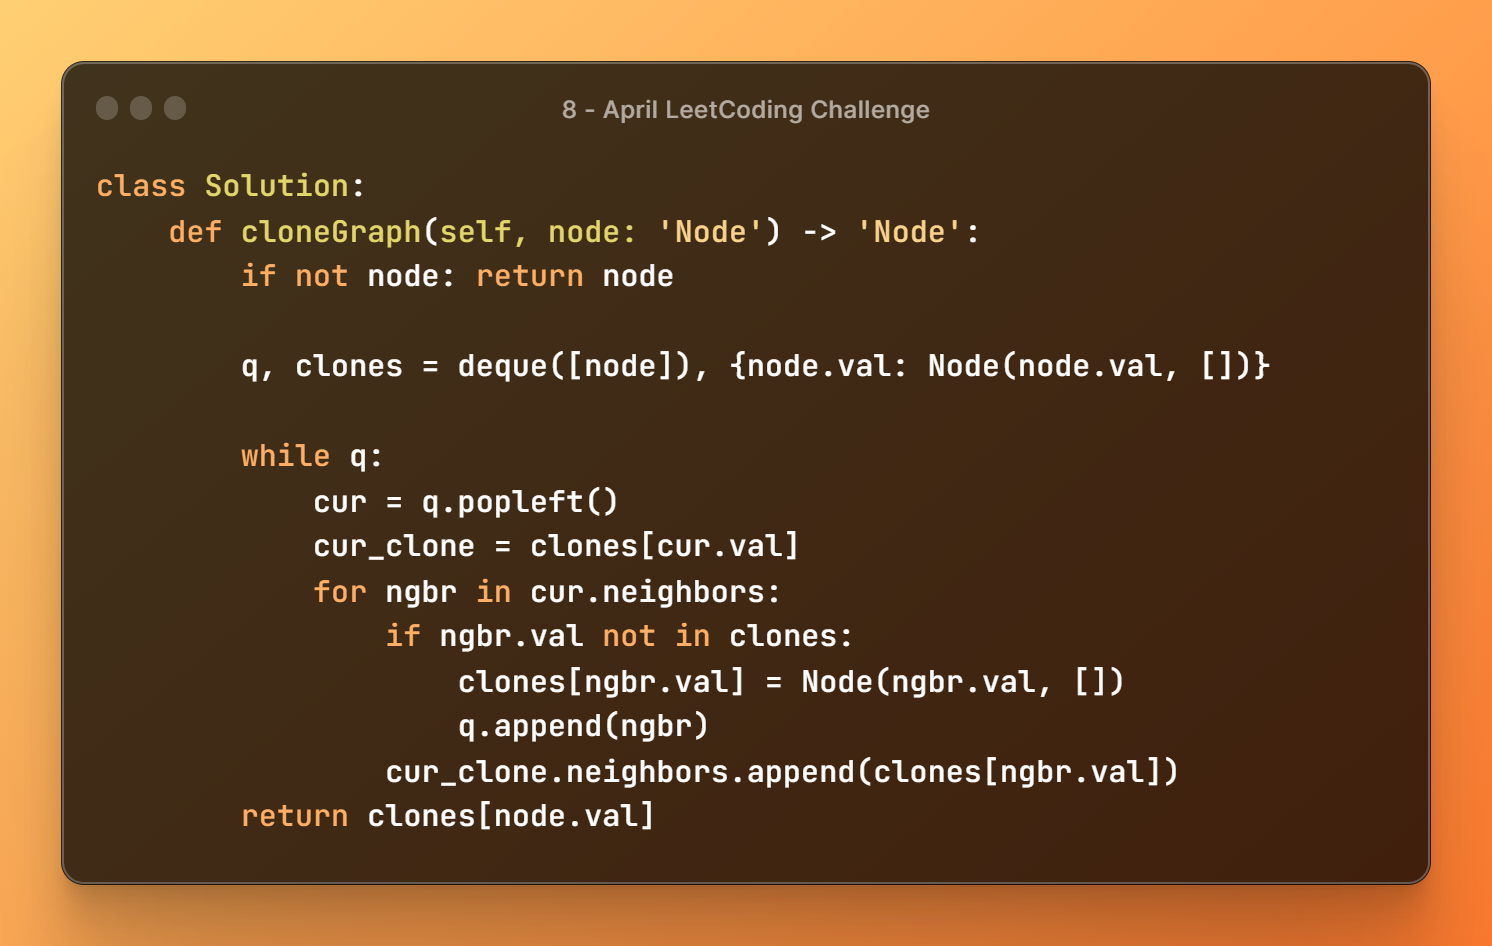 8 - April LeetCoding Challenge
class Solution:
    def cloneGraph(self, node: 'Node') -> 'Node':
        if not node: return node
        q, clones = deque([node]), {node.val: Node(node.val, [])}
        while q:
            cur = q.popleft()
            cur_clone = clones[cur.val]
            for ngbr in cur.neighbors:
                if ngbr.val not in clones:
                    clones[ngbr.val] = Node(ngbr.val, [])
                    q.append(ngbr)
                cur_clone.neighbors.append(clones[ngbr.val])
        return clones[node.val]